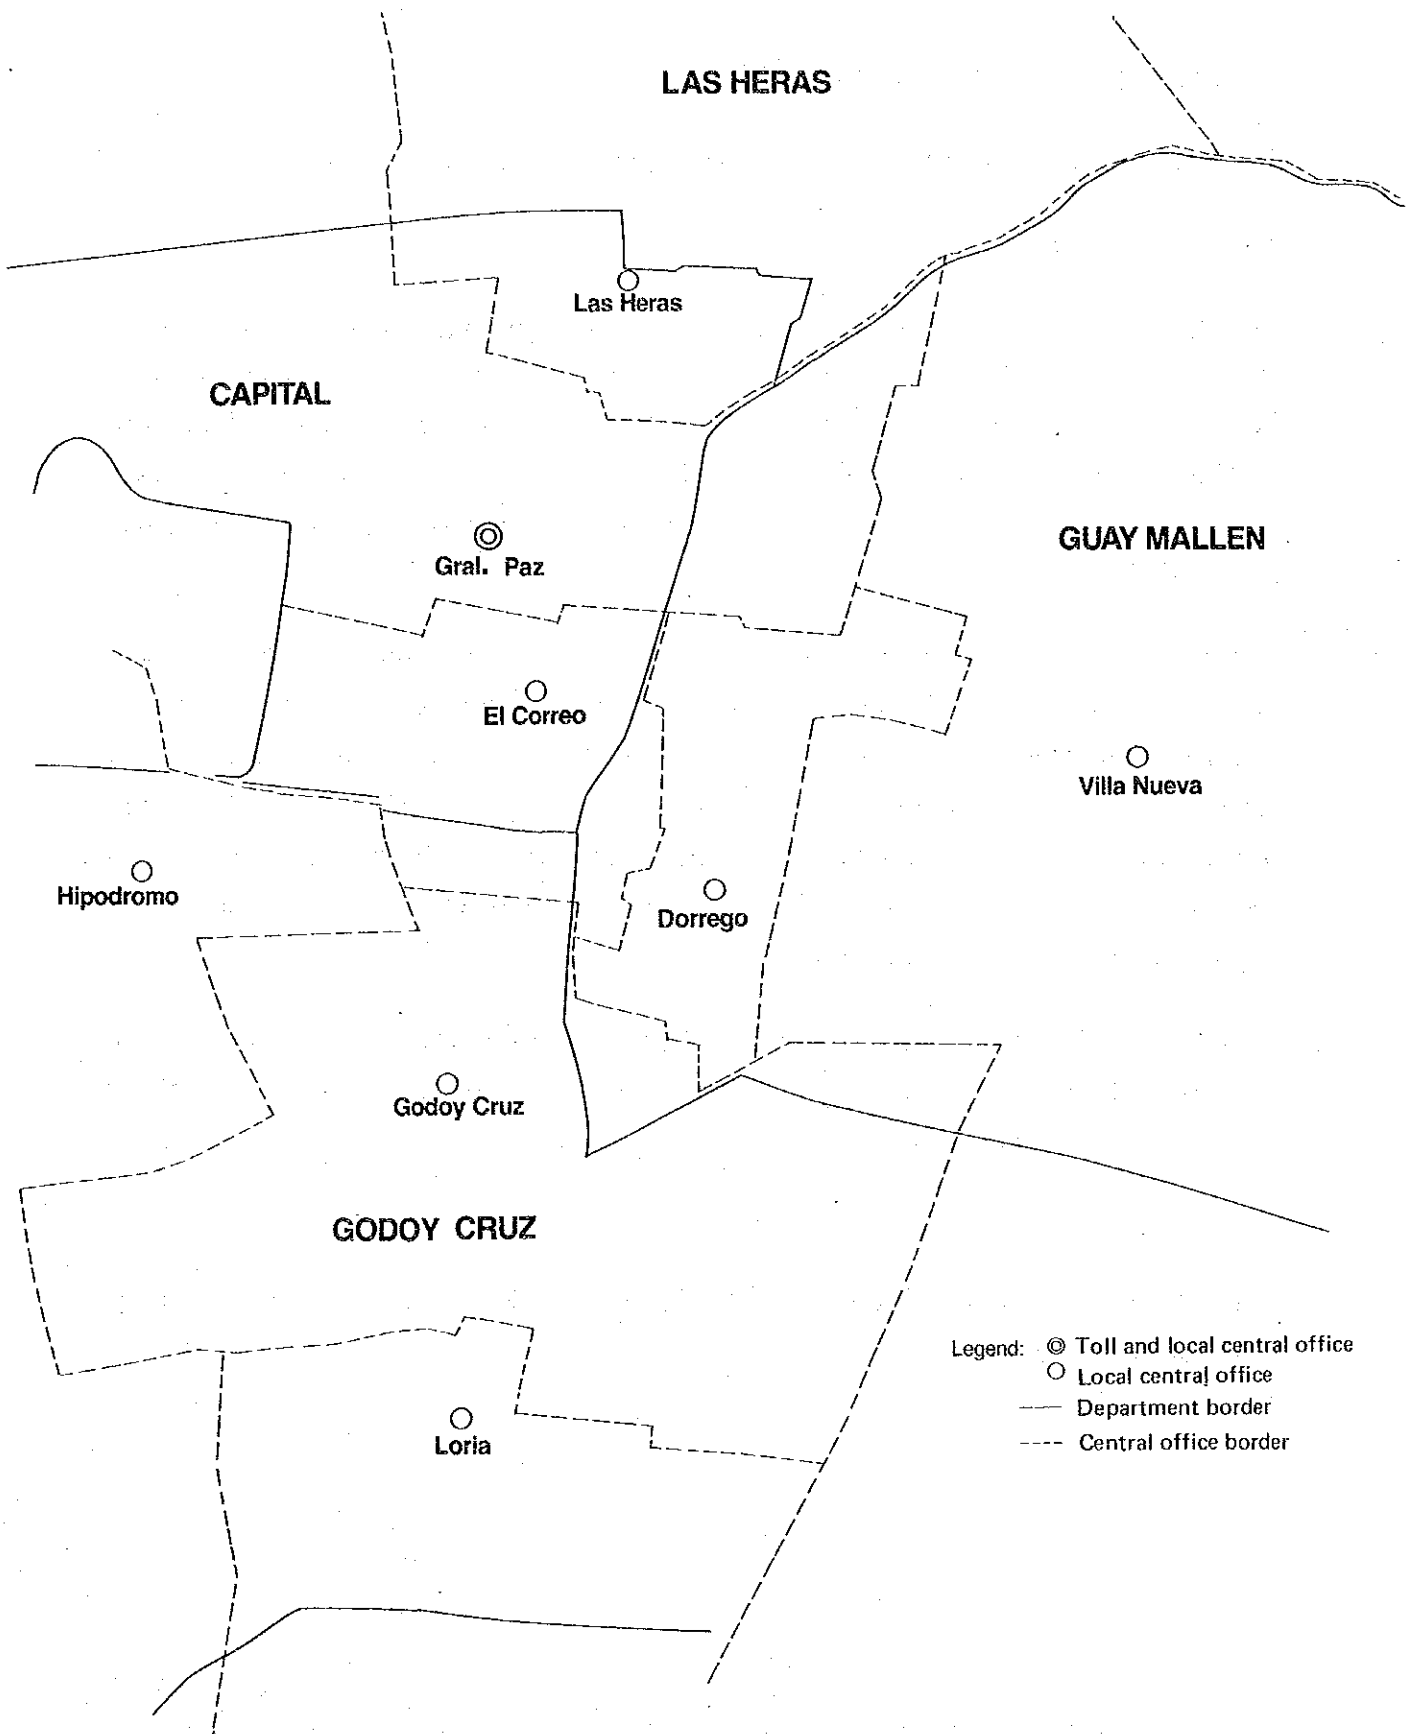 LAS HERAS
Las Heras
CAPITAL
Gral. Paz
GUAY MALLEN
El Correo
Villa Nueva
Hipodromo
Dorrego
Godoy Cruz
GODOY CRUZ
Loria
Legend: ◎ Toll and local central office
○ Local central office
—— Department border
---- Central office border